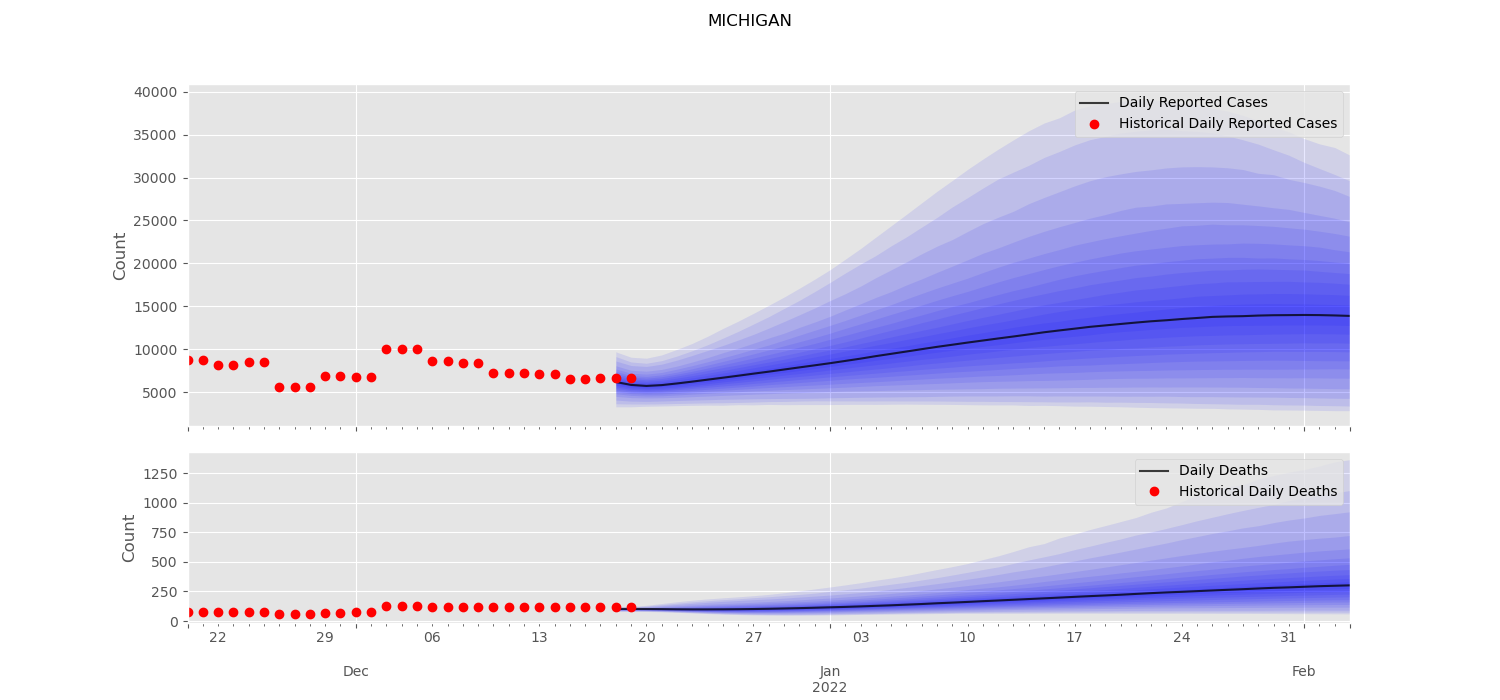 MICHIGAN
40000
35000
30000
25000
20000
15000
10000
5000
Count
Daily Reported Cases
Historical Daily Reported Cases
1250
1000
750
500
250
0
Count
Daily Deaths
Historical Daily Deaths
22 29 06 13 20 27 03 10 17 24 31
Dec Jan Feb
2022